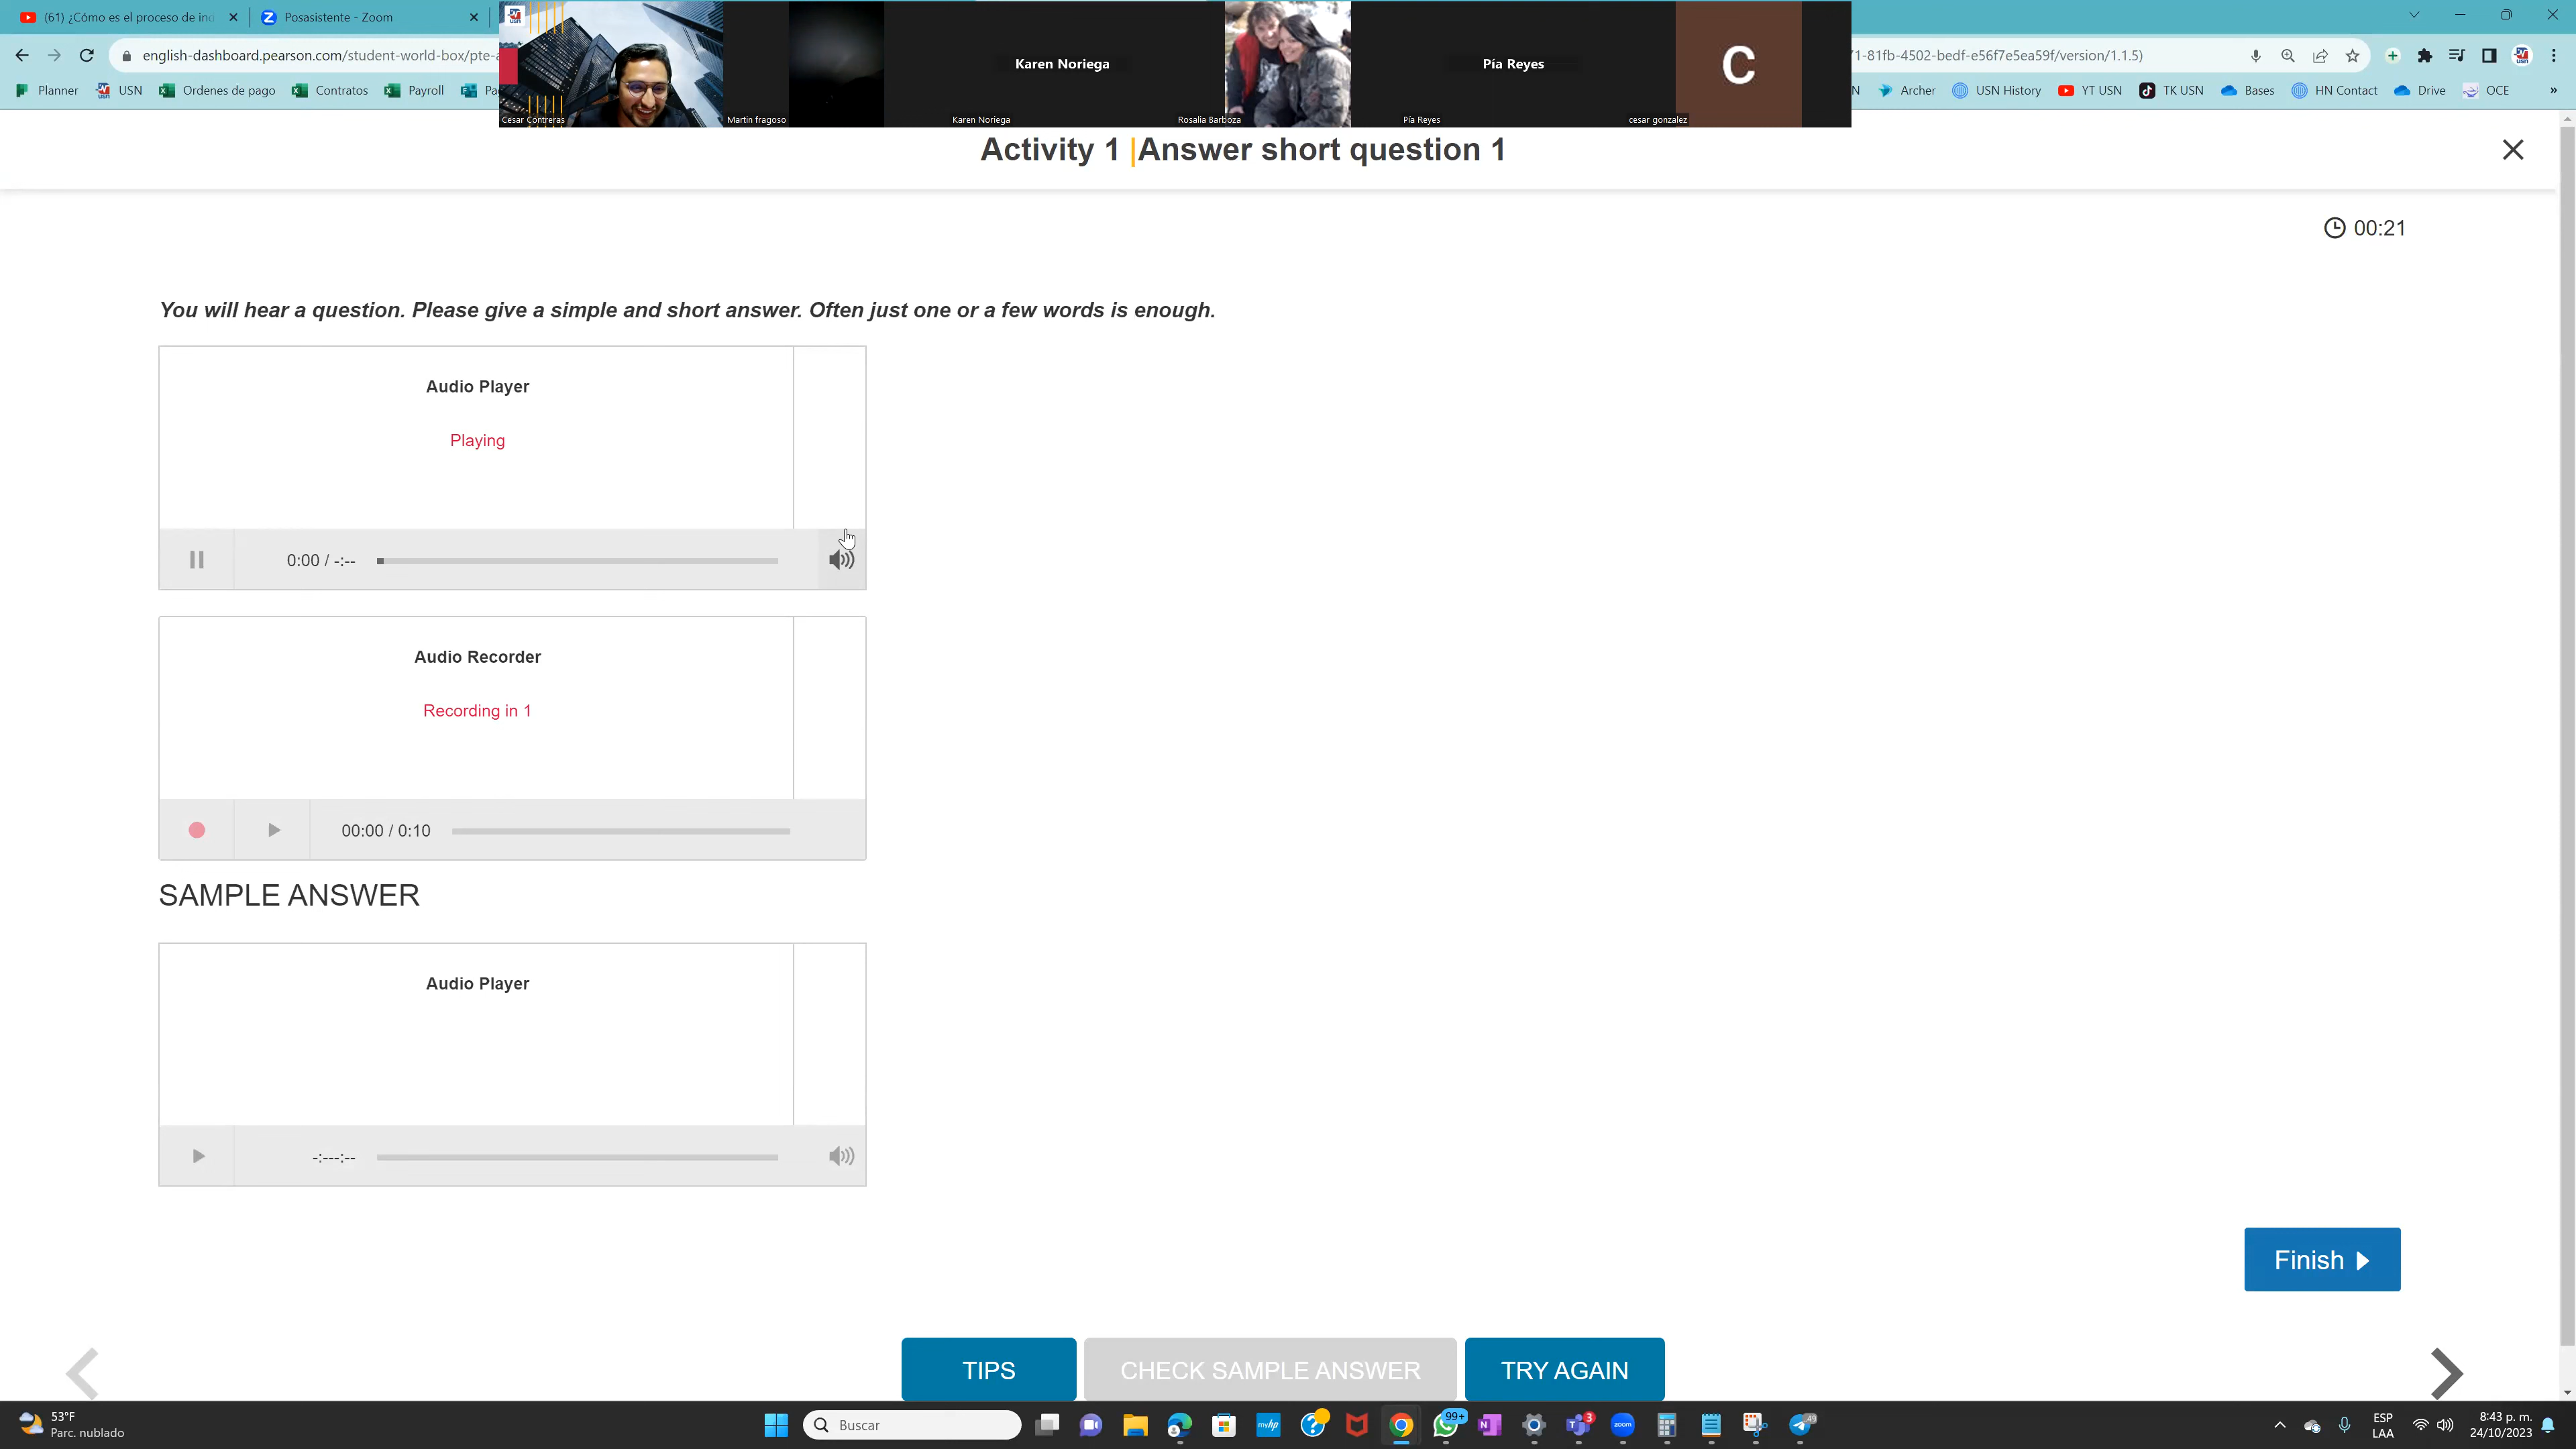 (61) ¿Cómo es el proceso de ind
Posasistente - Zoom
english-dashboard.pearson.com/student-world-box/pte-a
1-81fb-4502-bedf-e56f7e5ea59f/version/1.1.5)
Planner
USN
Ordenes de pago
Contratos
Payroll
Archer
USN History
YT USN
TK USN
Bases
HN Contact
Drive
OCE
»
Karen Noriega
Pía Reyes
C
Cesar Contreras
Martin fragoso
Karen Noriega
Rosalia Barboza
Pía Reyes
cesar gonzalez
Activity 1 |Answer short question 1
00:21
You will hear a question. Please give a simple and short answer. Often just one or a few words is enough.
Audio Player
Playing
0:00 / -:--
Audio Recorder
Recording in 1
00:00 / 0:10
SAMPLE ANSWER
Audio Player
-:---:--
Finish
TIPS
CHECK SAMPLE ANSWER
TRY AGAIN
53°F
Parc. nublado
Buscar
myhp
99+
3
zoom
49
ESP
LAA
8:43 p. m.
24/10/2023